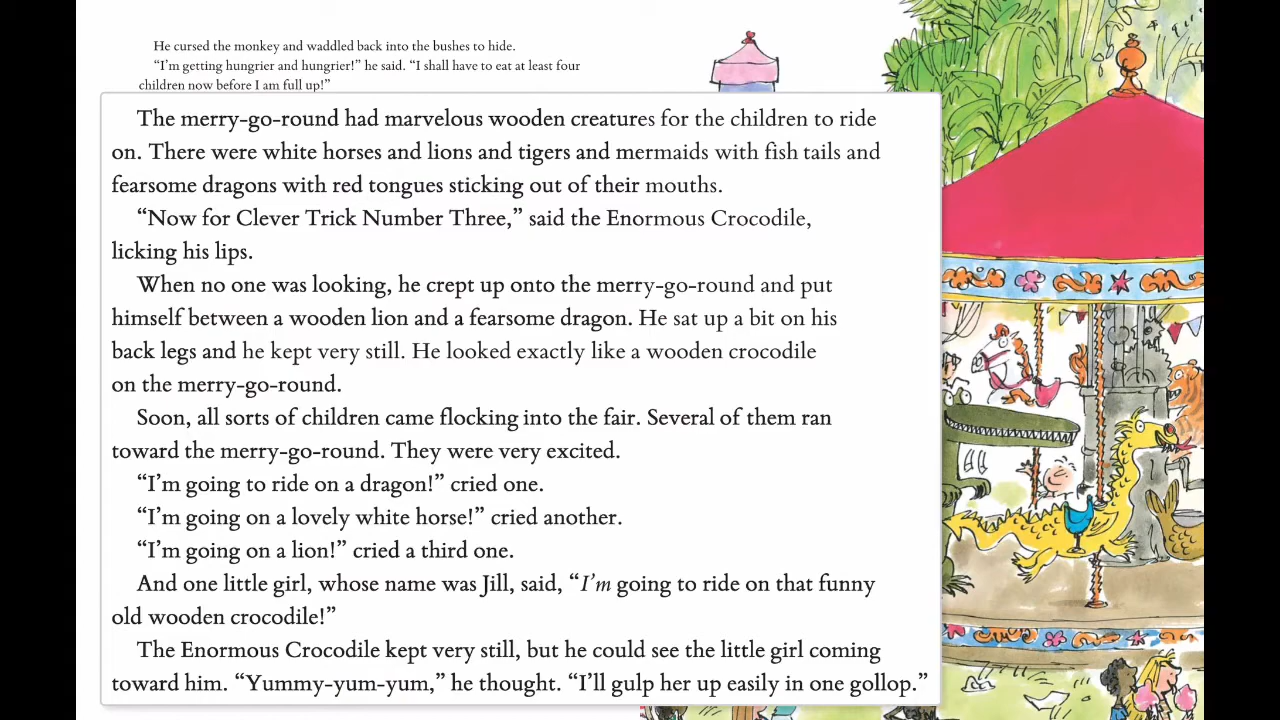 He cursed the monkey and waddled back into the bushes to hide.
“I’m getting hungrier and hungrier!” he said. “I shall have to eat at least four
children now before I am full up!”
The merry-go-round had marvelous wooden creatures for the children to ride
on. There were white horses and lions and tigers and mermaids with fish tails and
fearsome dragons with red tongues sticking out of their mouths.
“Now for Clever Trick Number Three,” said the Enormous Crocodile,
licking his lips.
When no one was looking, he crept up onto the merry-go-round and put
himself between a wooden lion and a fearsome dragon. He sat up a bit on his
back legs and he kept very still. He looked exactly like a wooden crocodile
on the merry-go-round.
Soon, all sorts of children came flocking into the fair. Several of them ran
toward the merry-go-round. They were very excited.
“I’m going to ride on a dragon!” cried one.
“I’m going on a lovely white horse!” cried another.
“I’m going on a lion!” cried a third one.
And one little girl, whose name was Jill, said, “I’m going to ride on that funny
old wooden crocodile!”
The Enormous Crocodile kept very still, but he could see the little girl coming
toward him. “Yummy-yum-yum,” he thought. “I’ll gulp her up easily in one gollop.”